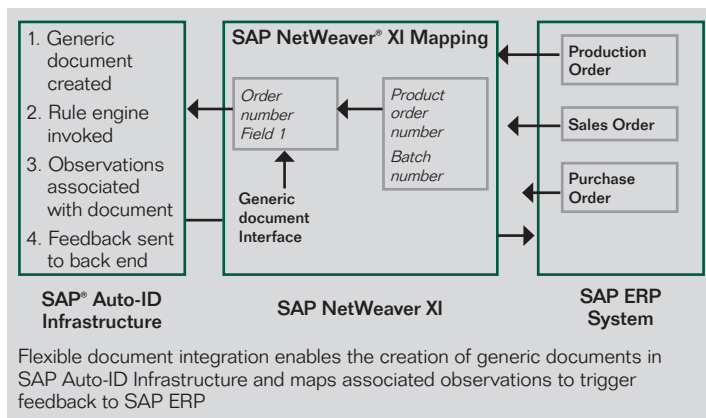 1. Generic
document
created
2. Rule engine
invoked
3. Observations
associated
with document
4. Feedback sent
to back end
SAP® Auto-ID
Infrastructure
SAP NetWeaver® XI Mapping
Order
number
Field 1
Product
order
number
Batch
number
Generic
document
Interface
SAP NetWeaver XI
Production
Order
Sales Order
Purchase
Order
SAP ERP
System
Flexible document integration enables the creation of generic documents in
SAP Auto-ID Infrastructure and maps associated observations to trigger
feedback to SAP ERP